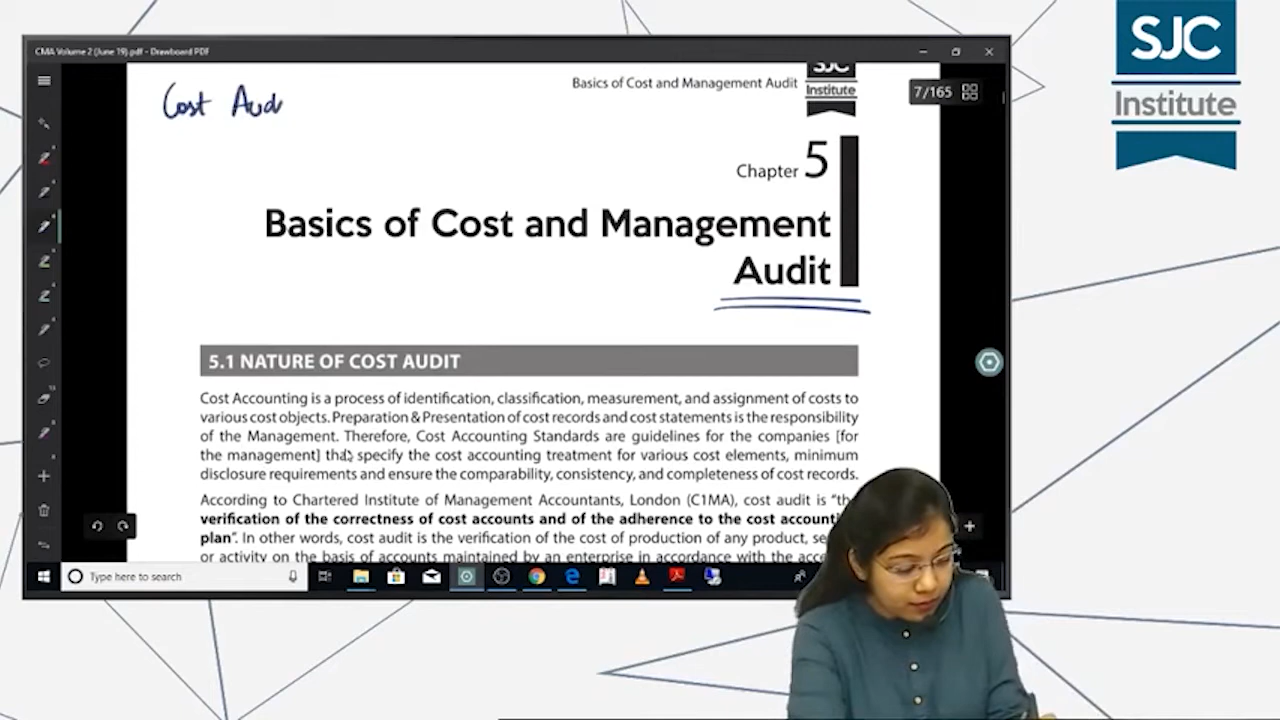 SJC
Institute
CMA Volume 2 (June 19).pdf - Drawboard PDF
Cost Aud
Basics of Cost and Management Audit
SJC
Institute
7/165
Chapter 5
Basics of Cost and Management
Audit
5.1 NATURE OF COST AUDIT
Cost Accounting is a process of identification, classification, measurement, and assignment of costs to
various cost objects. Preparation & Presentation of cost records and cost statements is the responsibility
of the Management. Therefore, Cost Accounting Standards are guidelines for the companies [for
the management] that specify the cost accounting treatment for various cost elements, minimum
disclosure requirements and ensure the comparability, consistency, and completeness of cost records.
According to Chartered Institute of Management Accountants, London (C1MA), cost audit is “the
verification of the correctness of cost accounts and of the adherence to the cost accounti
plan”. In other words, cost audit is the verification of the cost of production of any product, se
or activity on the basis of accounts maintained by an enterprise in accordance with the acce
Type here to search